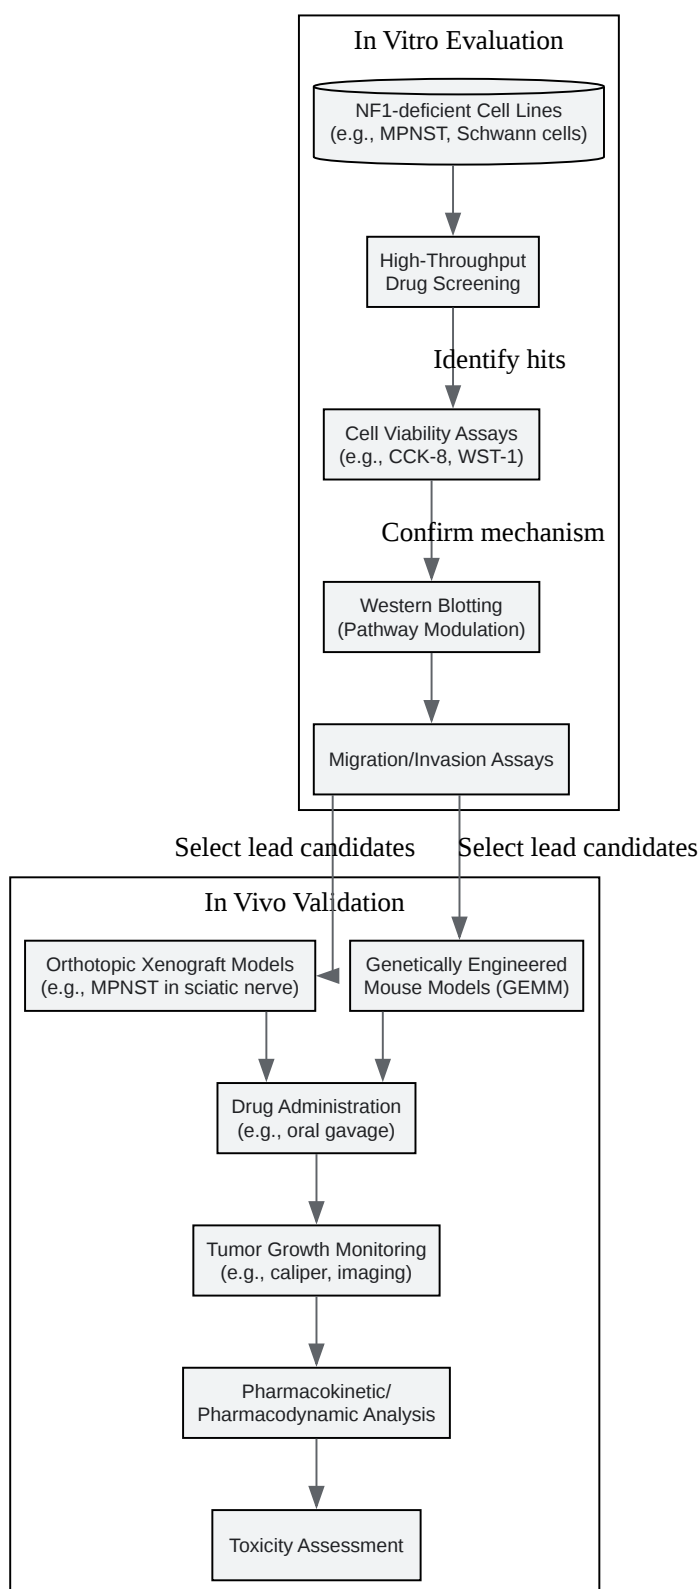 In Vitro Evaluation
NF1-deficient Cell Lines
(e.g., MPNST, Schwann cells)
High-Throughput
Drug Screening
Identify hits
Cell Viability Assays
(e.g., CCK-8, WST-1)
Confirm mechanism
Western Blotting
(Pathway Modulation)
Migration/Invasion Assays
Select lead candidates
Select lead candidates
In Vivo Validation
Orthotopic Xenograft Models
(e.g., MPNST in sciatic nerve)
Genetically Engineered
Mouse Models (GEMM)
Drug Administration
(e.g., oral gavage)
Tumor Growth Monitoring
(e.g., caliper, imaging)
Pharmacokinetic/
Pharmacodynamic Analysis
Toxicity Assessment